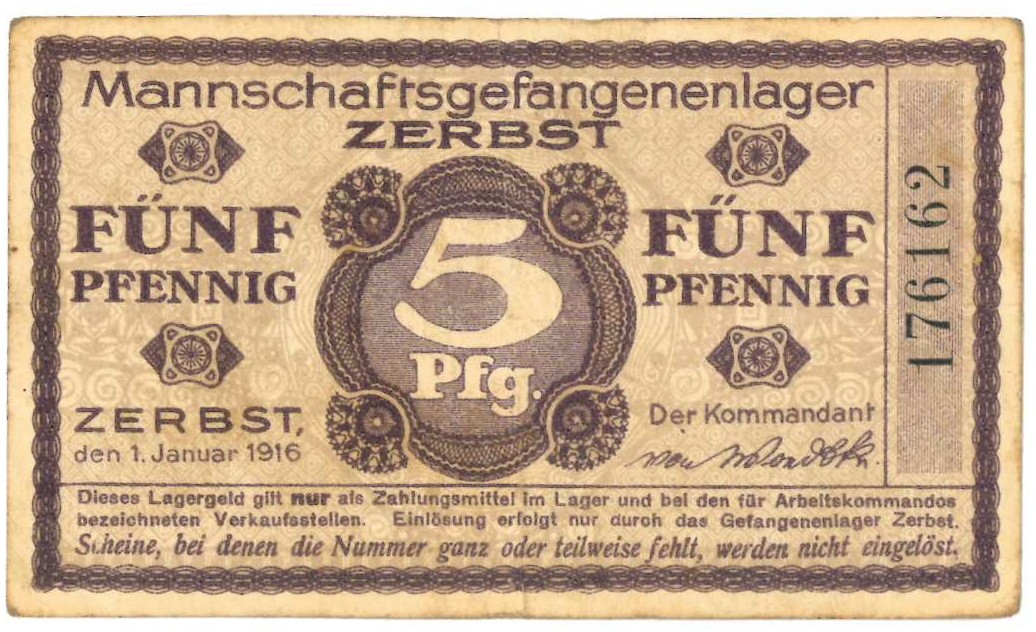 Mannschaftsgefangenenlager
ZERBST
FÜNF
PFENNIG
5
Pfg.
FÜNF
PFENNIG
ZERBST,
den 1. Januar 1916
Der Kommandant
von
176162
Dieses Lagergeld gilt nur als Zahlungsmittel im Lager und bei den für Arbeitskommandos
bezeichneten Verkaufsstellen. Einlösung erfolgt nur durch das Gefangenenlager Zerbst.
Scheine, bei denen die Nummer ganz oder teilweise fehlt, werden nicht eingelöst.